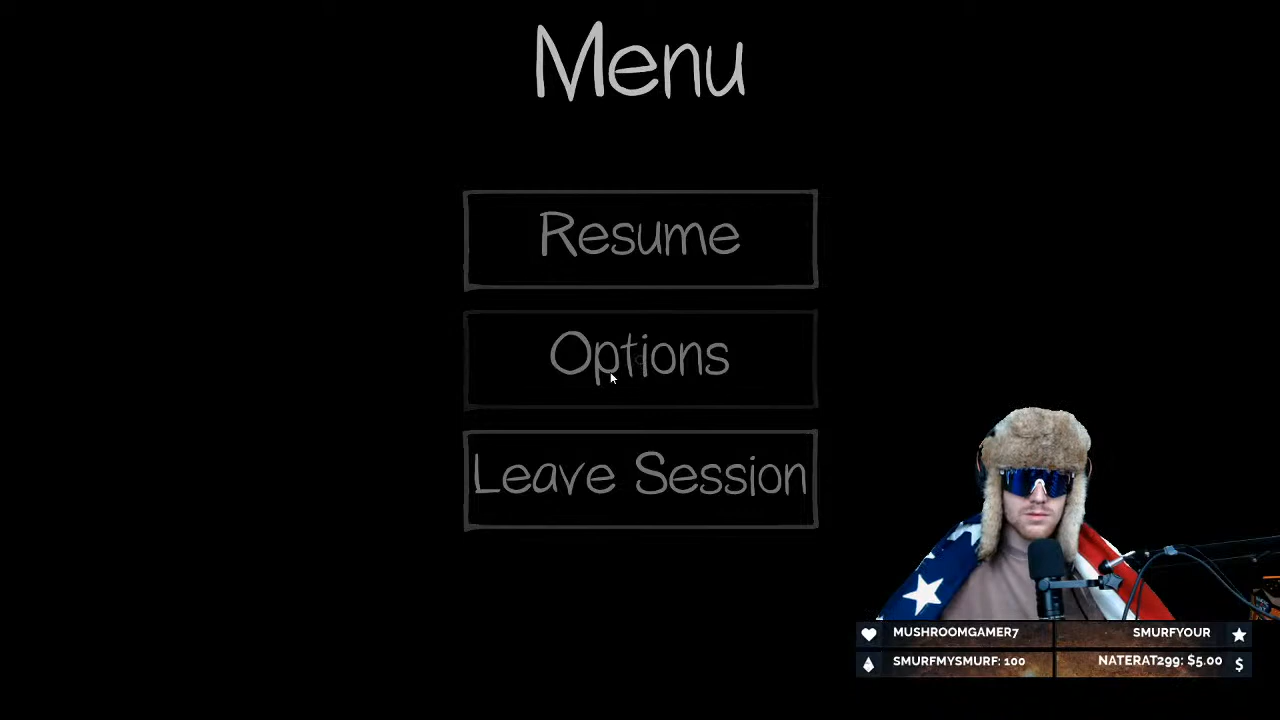 Menu
Resume
Options
Leave Session
MUSHROOMGAMER7
SMURFYOUR
SMURFMYSMURF: 100
NATERAT299: $5.00
$